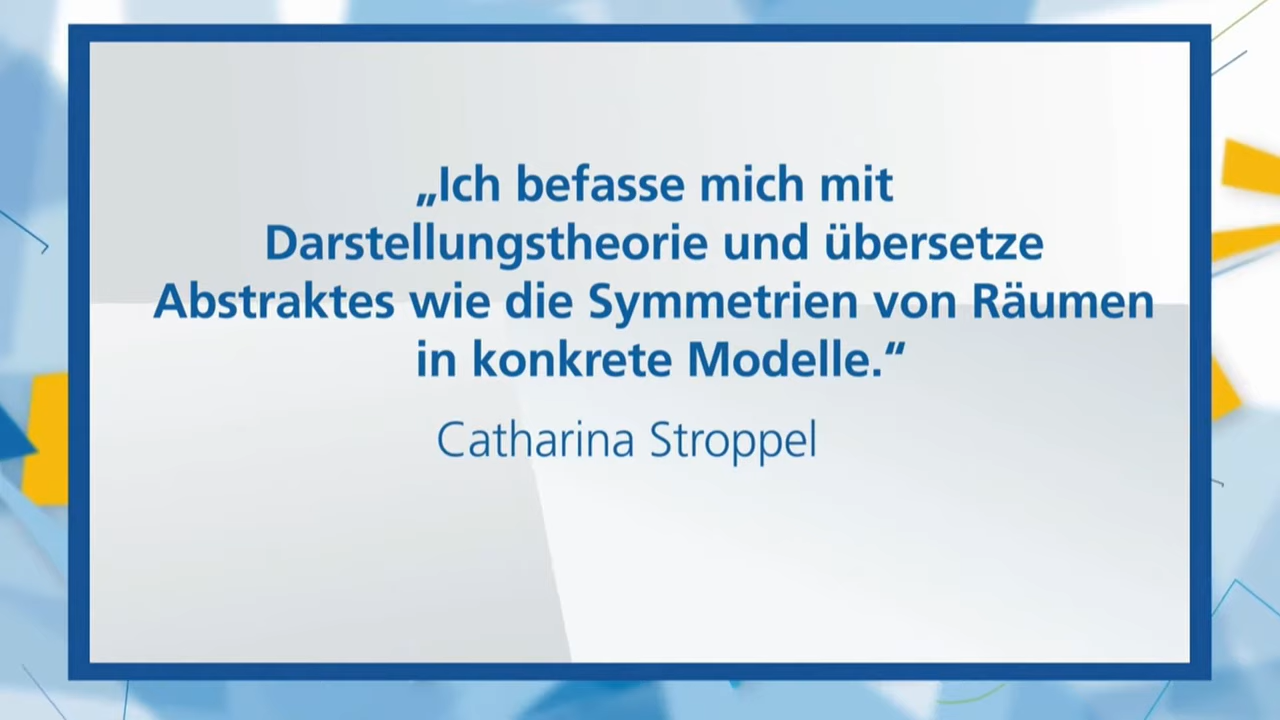 „Ich befasse mich mit
Darstellungstheorie und übersetze
Abstraktes wie die Symmetrien von Räumen
in konkrete Modelle.“
Catharina Stroppel